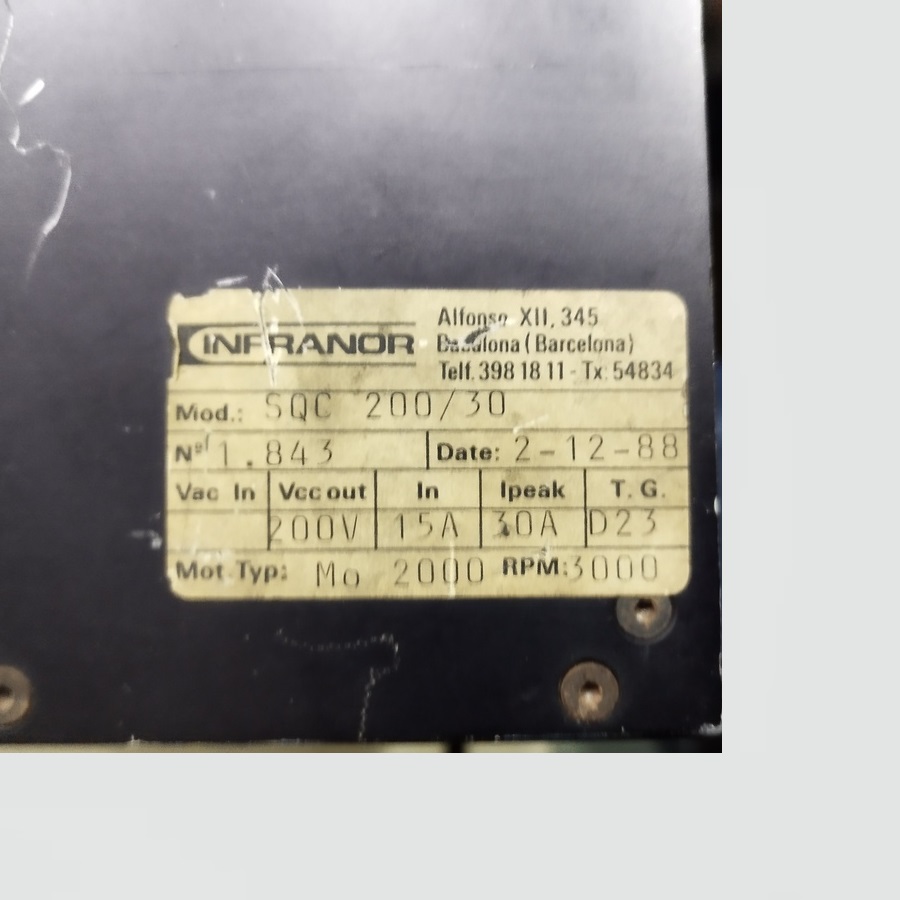 INFRANOR
Alfonso XII, 345
Badalona (Barcelona)
Telf. 398 18 11 - Tx. 54834
Mod.: SQC 200/30
Nº 1.843 Date: 2-12-88
Vac In Vcc out In Ipeak T. G.
200V 15A 30A D23
Mot. Typ: Mo 2000 RPM: 3000